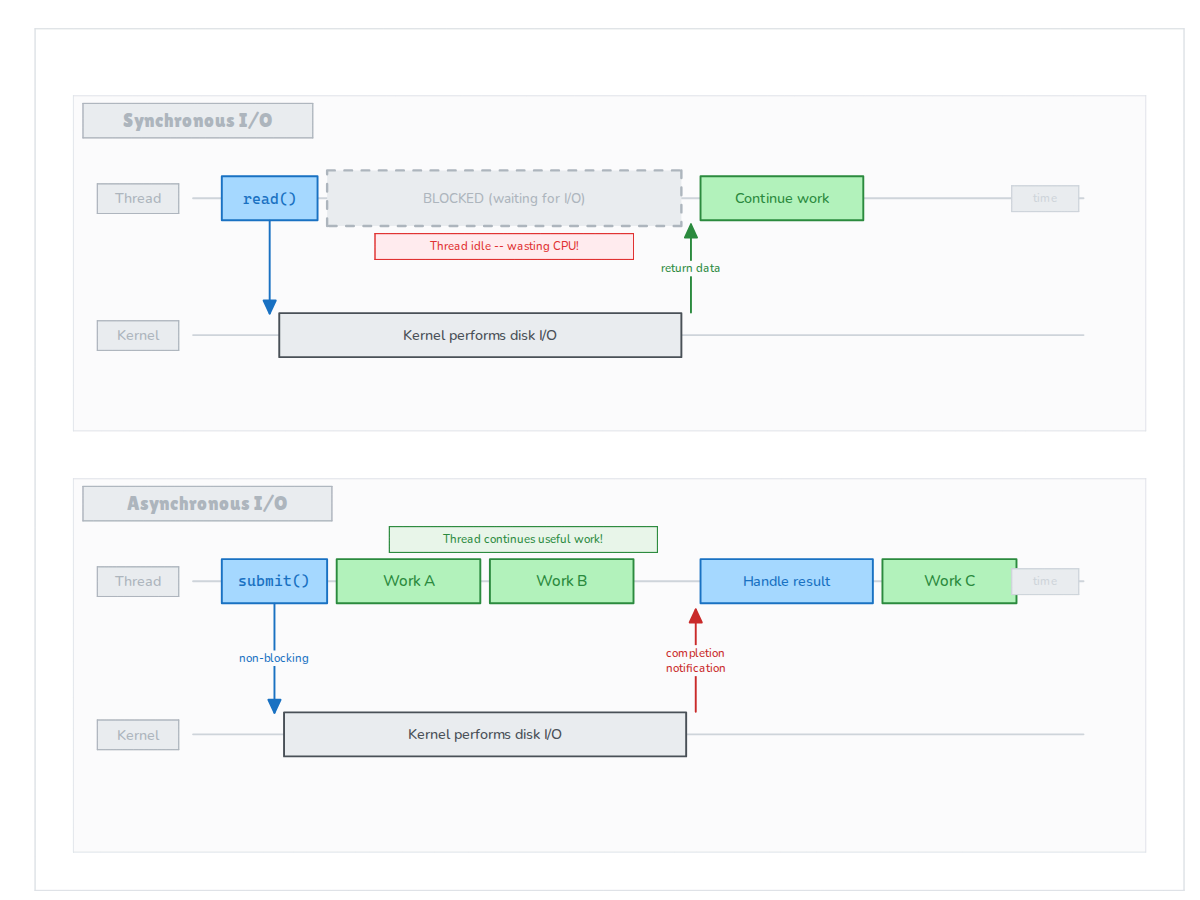 Synchronous I/O
Thread
read()
BLOCKED (waiting for I/O)
Continue work
time
Thread idle -- wasting CPU!
return data
Kernel
Kernel performs disk I/O
Asynchronous I/O
Thread continues useful work!
Thread
submit()
Work A
Work B
Handle result
Work C
time
non-blocking
completion
notification
Kernel
Kernel performs disk I/O